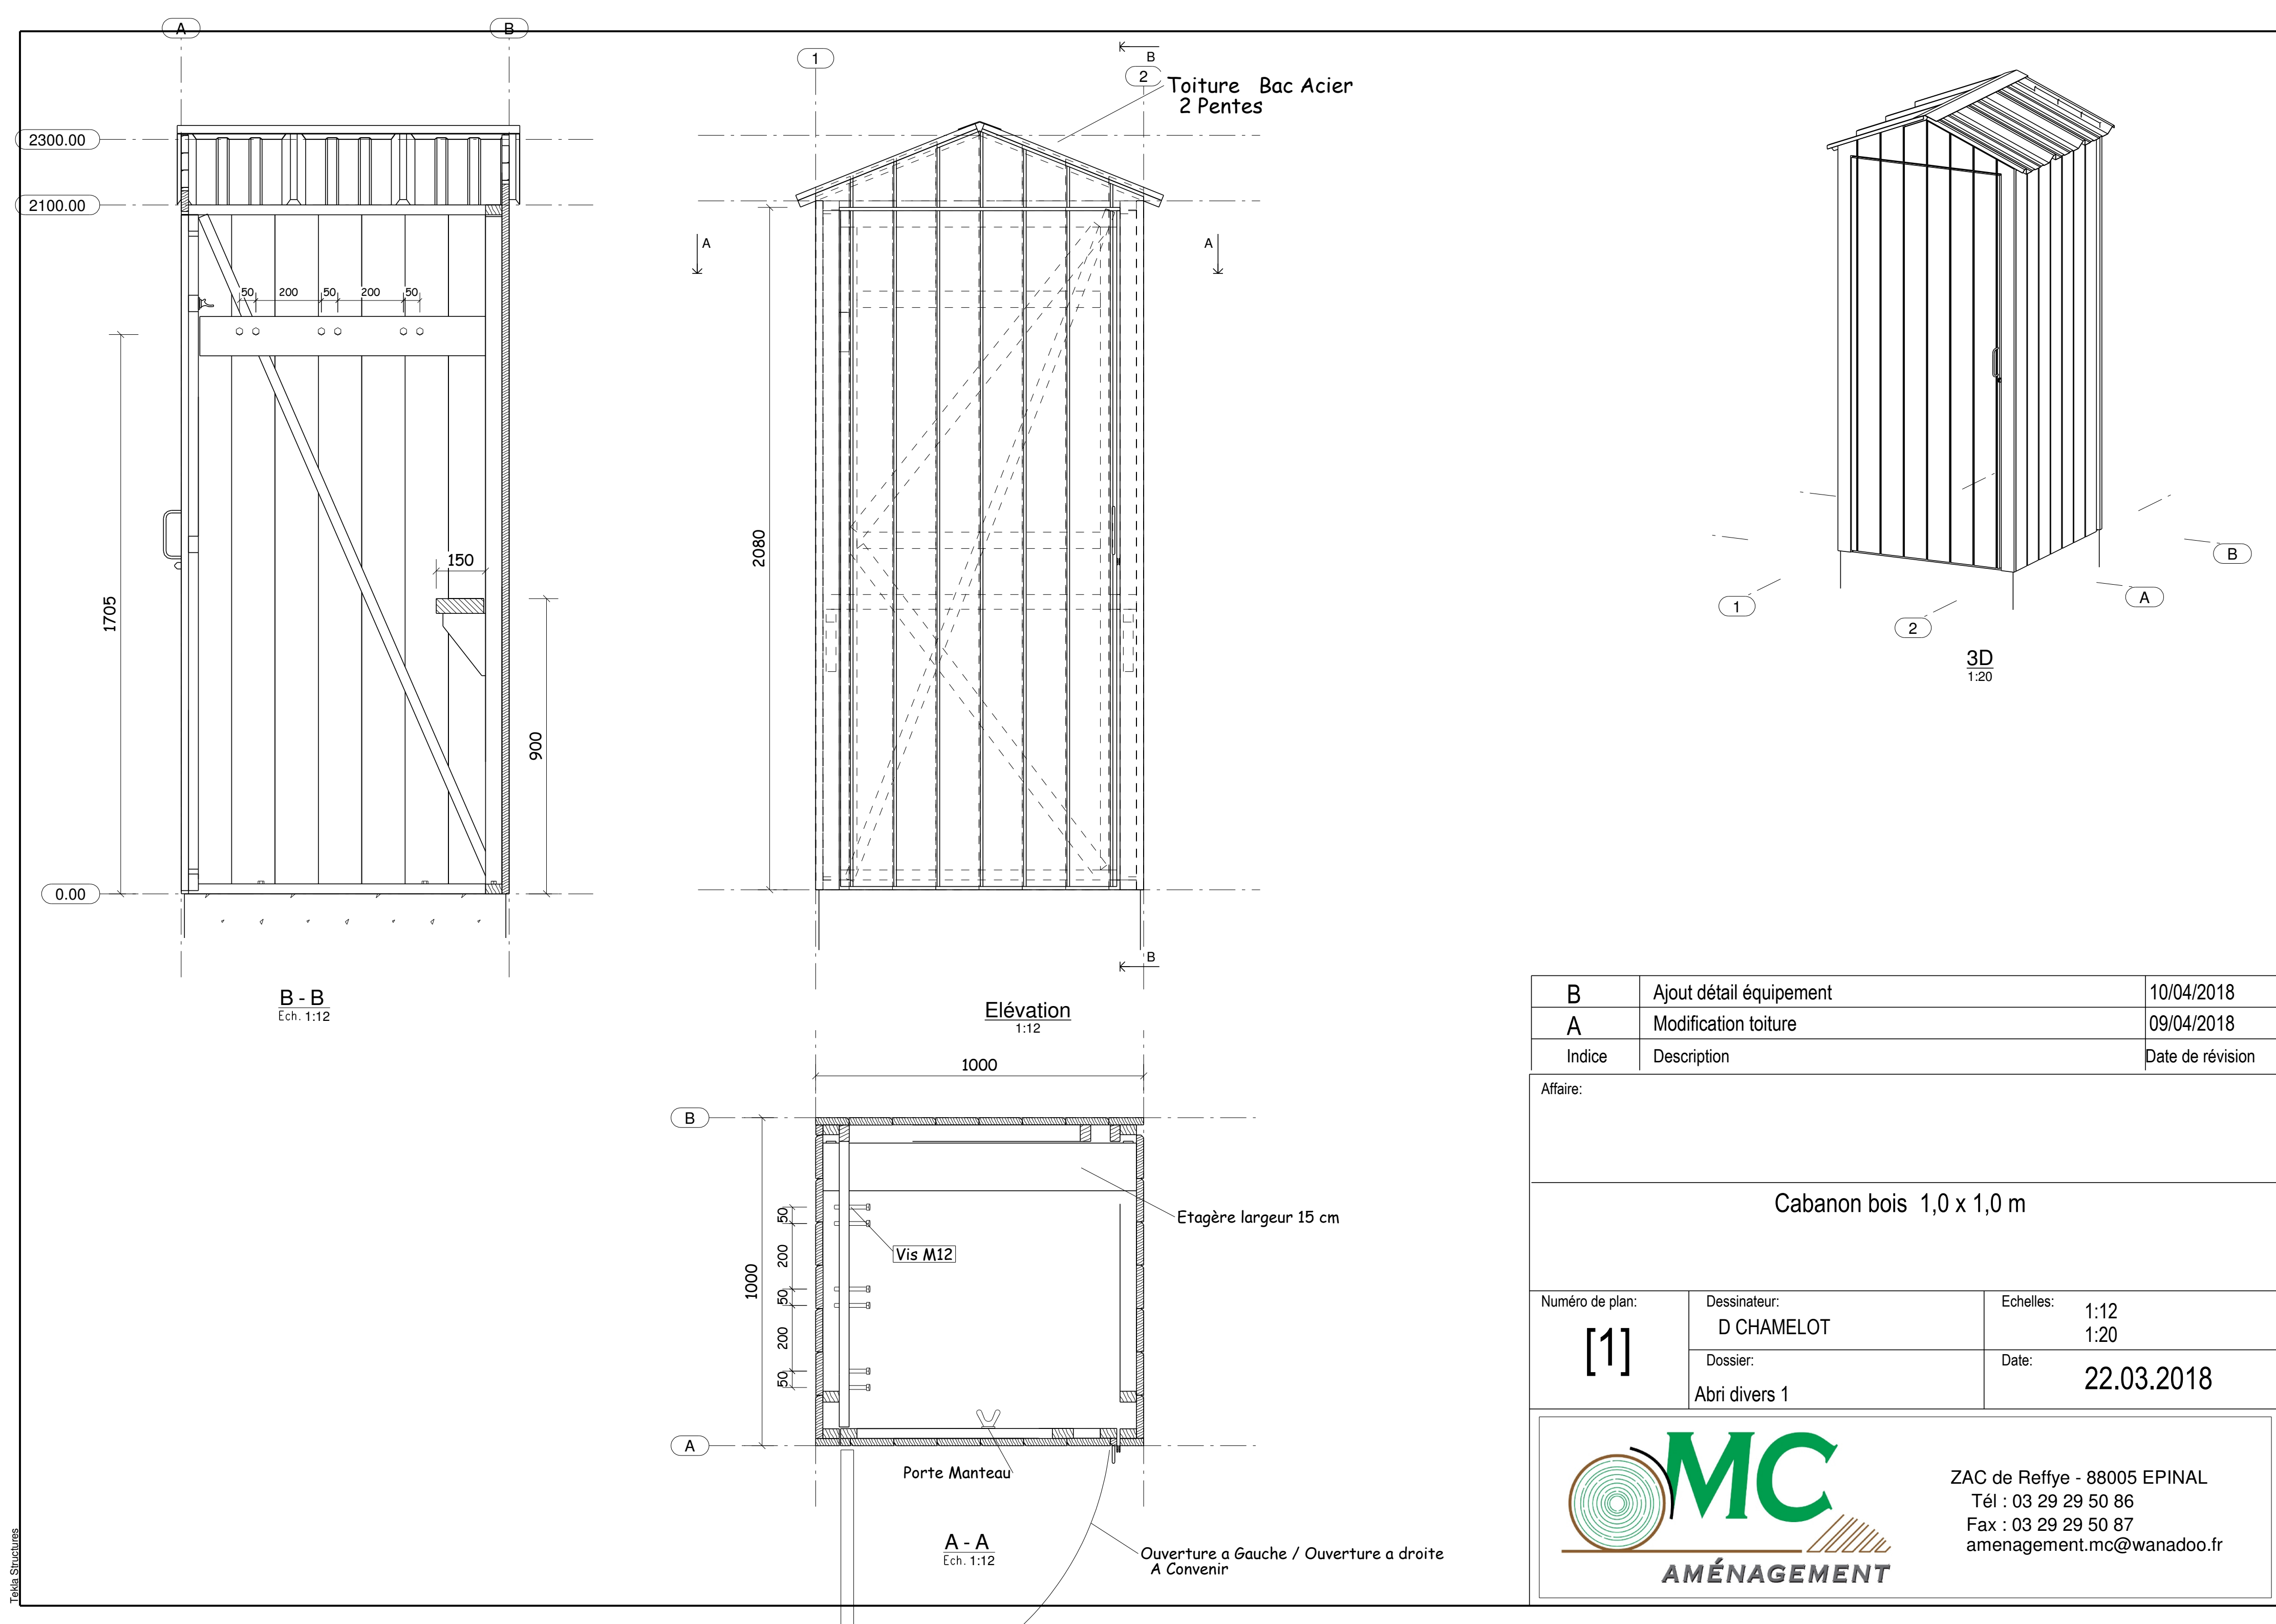 A
B
2300.00
2100.00
0.00
50
200
50
200
50
1705
150
900
B - B
Ech. 1:12
1
2
B
Toiture Bac Acier
2 Pentes
A
A
2080
B
Elévation
1:12
1
2
A
B
3D
1:20
1000
B
A
1000
50
200
50
200
50
Vis M12
Etagère largeur 15 cm
Porte Manteau
Ouverture a Gauche / Ouverture a droite
A Convenir
A - A
Ech. 1:12
B Ajout détail équipement 10/04/2018
A Modification toiture 09/04/2018
Indice Description Date de révision
Affaire:
Cabanon bois 1,0 x 1,0 m
Numéro de plan:
[1]
Dessinateur:
D CHAMELOT
Echelles:
1:12
1:20
Dossier:
Abri divers 1
Date:
22.03.2018
MC
AMÉNAGEMENT
ZAC de Reffye - 88005 EPINAL
Tél : 03 29 29 50 86
Fax : 03 29 29 50 87
amenagement.mc@wanadoo.fr
Tekla Structures